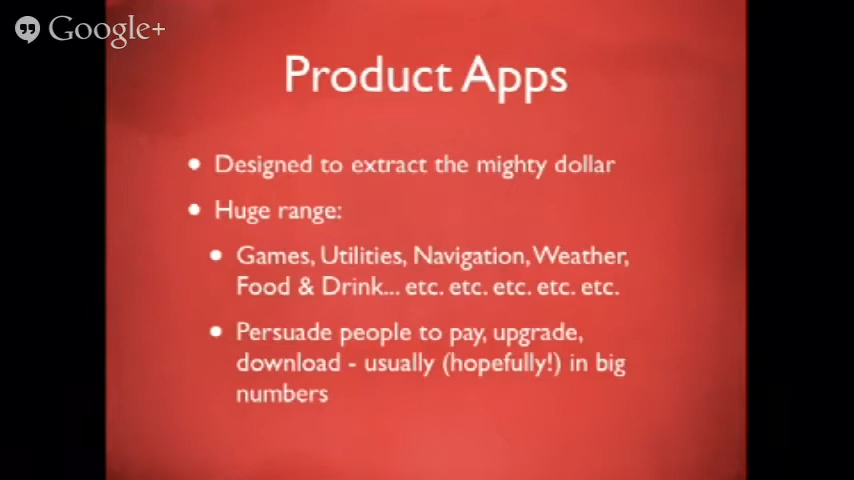 Google+
Product Apps
• Designed to extract the mighty dollar
• Huge range:
• Games, Utilities, Navigation, Weather,
Food & Drink... etc. etc. etc. etc. etc.
• Persuade people to pay, upgrade,
download - usually (hopefully!) in big
numbers